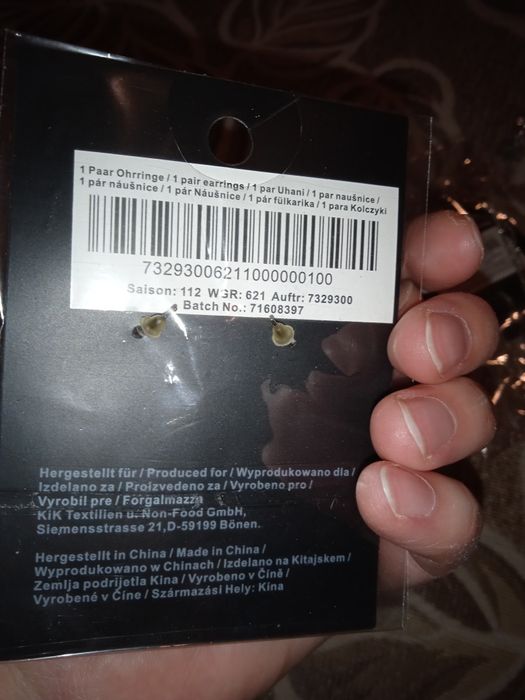 1 Paar Ohrringe / 1 pair earrings / 1 par Uhani / 1 par naušnice /
1 pár náušnice / 1 pár Náušnice / 1 pár fülkarika / 1 para Kolczyki
73293006211000000100
Saison: 112 WGR: 621 Auftr: 7329300
Batch No.: 71608397
Hergestellt für / Produced for / Wyprodukowano dla /
Izdelano za / Proizvedeno za / Vyrobeno pro /
Vyrobil pre / Forgalmazza
KiK Textilien u. Non-Food GmbH,
Siemensstrasse 21,D-59199 Bönen.
Hergestellt in China / Made in China /
Wyprodukowano w Chinach / Izdelano na Kitajskem /
Zemlja podrijetla Kina / Vyrobeno v Číně /
Vyrobené v Číne / Származási Hely: Kína